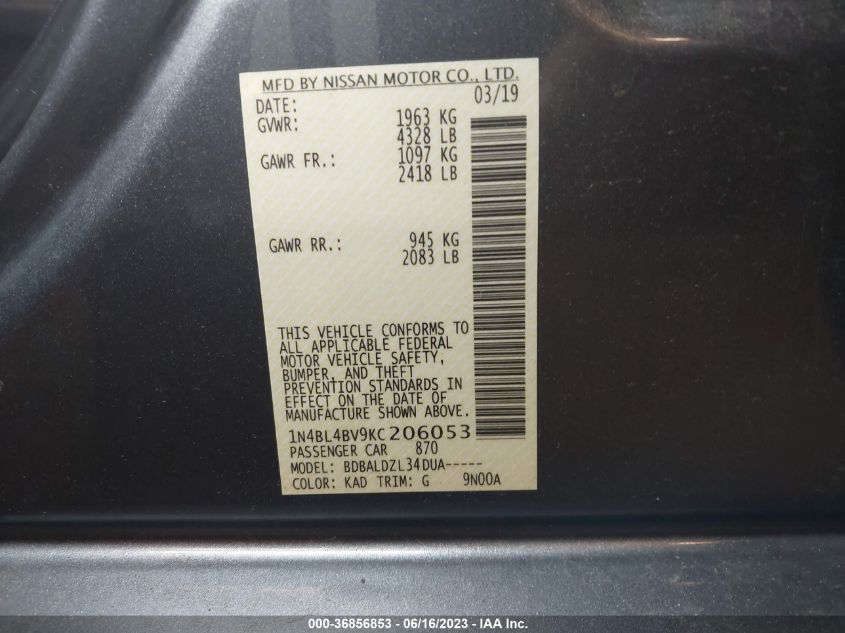 MFD BY NISSAN MOTOR CO., LTD.
DATE: 03/19
GVWR: 1963 KG
4328 LB
GAWR FR.: 1097 KG
2418 LB
GAWR RR.: 945 KG
2083 LB
THIS VEHICLE CONFORMS TO
ALL APPLICABLE FEDERAL
MOTOR VEHICLE SAFETY,
BUMPER, AND THEFT
PREVENTION STANDARDS IN
EFFECT ON THE DATE OF
MANUFACTURE SHOWN ABOVE.
1N4BL4BV9KC206053
PASSENGER CAR 870
MODEL: BDBALDZL34DUA-----
COLOR: KAD TRIM: G 9N00A
000-36856853 - 06/16/2023 - IAA Inc.